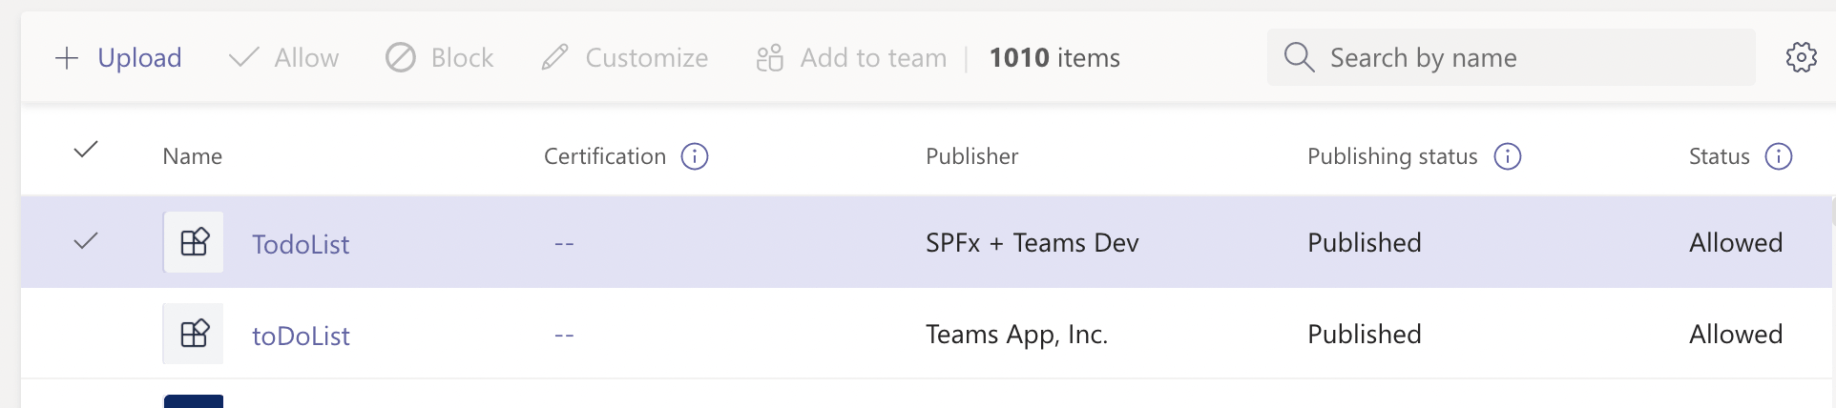 Upload Allow Block Customize Add to team 1010 items Search by name
Name Certification Publisher Publishing status Status
TodoList -- SPFx + Teams Dev Published Allowed
toDoList -- Teams App, Inc. Published Allowed